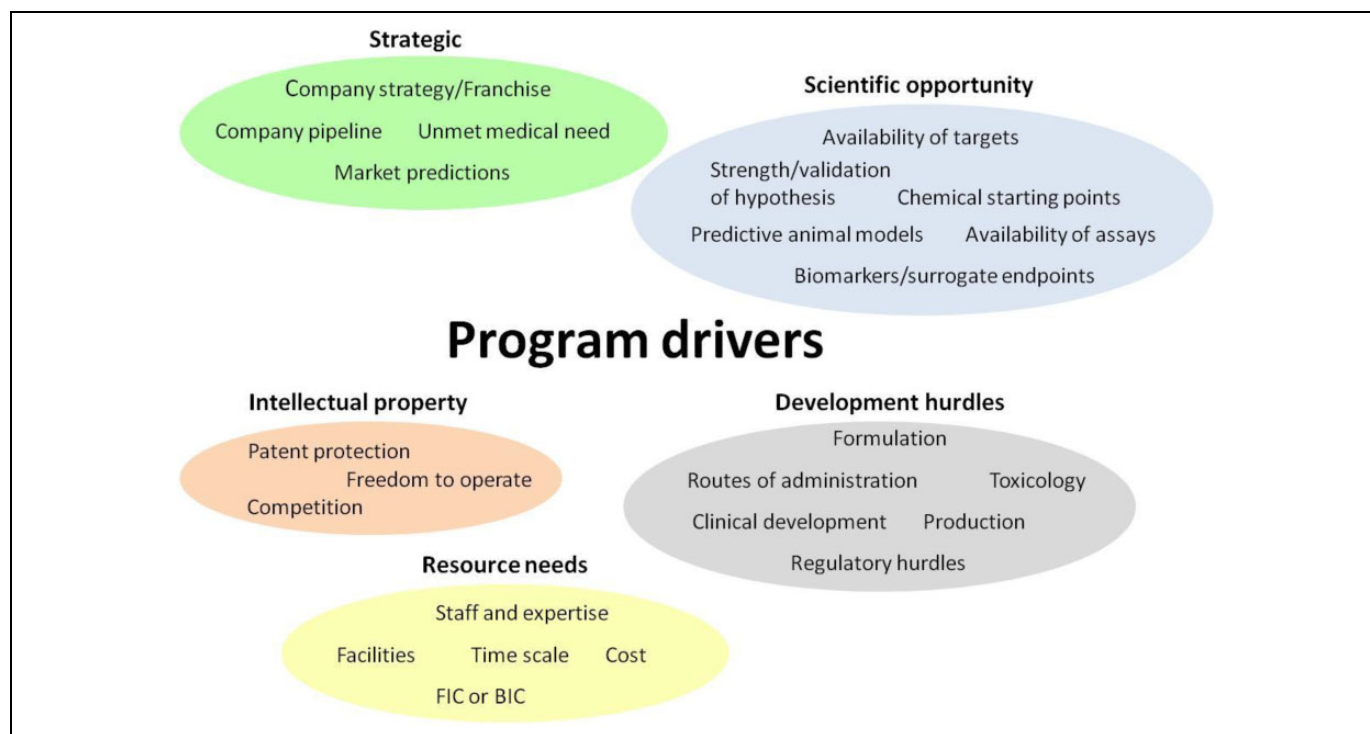 Strategic
Company strategy/Franchise
Company pipeline Unmet medical need
Market predictions
Scientific opportunity
Availability of targets
Strength/validation
of hypothesis Chemical starting points
Predictive animal models Availability of assays
Biomarkers/surrogate endpoints
Program drivers
Intellectual property
Patent protection
Freedom to operate
Competition
Development hurdles
Formulation
Routes of administration Toxicology
Clinical development Production
Regulatory hurdles
Resource needs
Staff and expertise
Facilities Time scale Cost
FIC or BIC